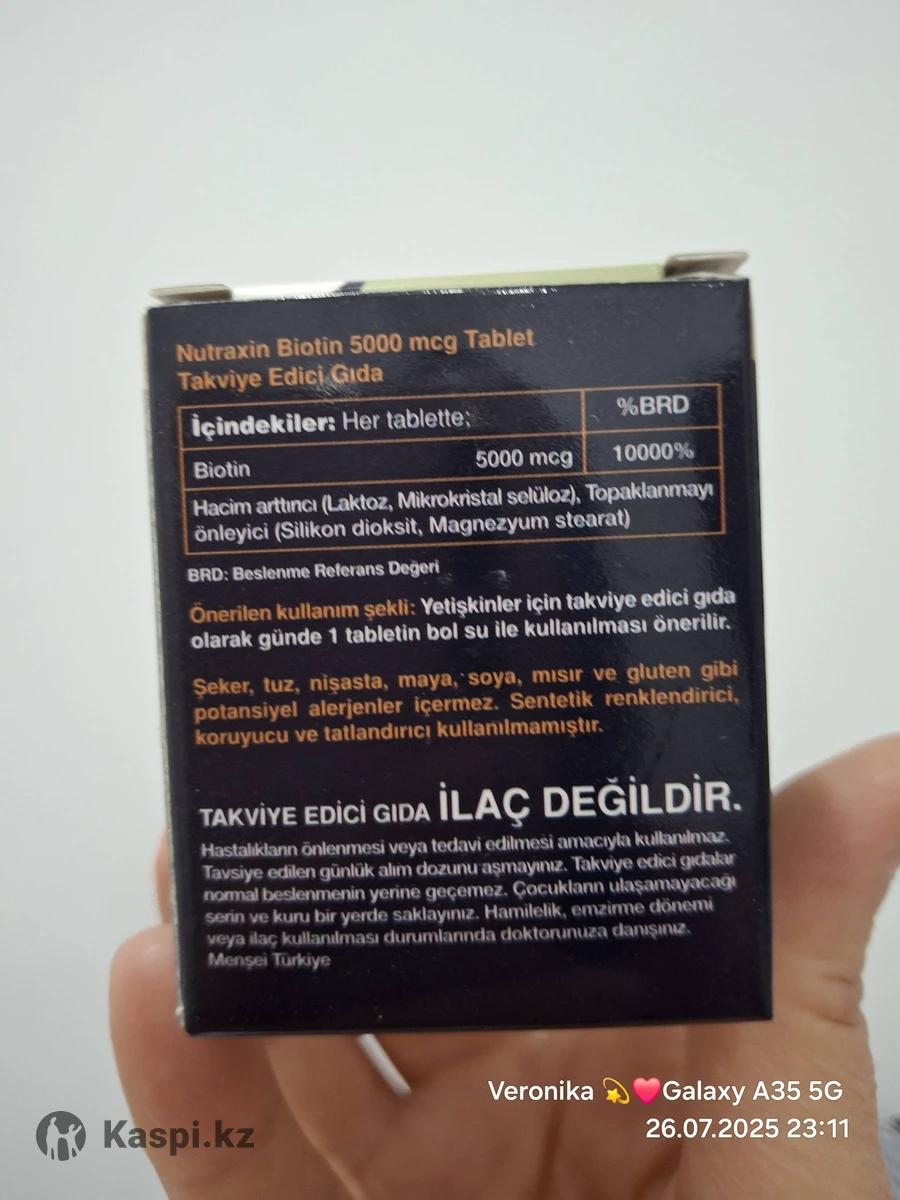 Nutraxin Biotin 5000 mcg Tablet
Takviye Edici Gıda
İçindekiler: Her tablette;
%BRD
Biotin 5000 mcg 10000%
Hacim arttırıcı (Laktoz, Mikrokristal selüloz), Topaklanmayı
önleyici (Silikon dioksit, Magnezyum stearat)
BRD: Beslenme Referans Değeri
Önerilen kullanım şekli: Yetişkinler için takviye edici gıda
olarak günde 1 tabletin bol su ile kullanılması önerilir.
Şeker, tuz, nişasta, maya, soya, mısır ve gluten gibi
potansiyel alerjenler içermez. Sentetik renklendirici,
koruyucu ve tatlandırıcı kullanılmamıştır.
TAKVİYE EDİCİ GIDA İLAÇ DEĞİLDİR.
Hastalıkların önlenmesi veya tedavi edilmesi amacıyla kullanılmaz.
Tavsiye edilen günlük alım dozunu aşmayınız. Takviye edici gıdalar
normal beslenmenin yerine geçemez. Çocukların ulaşamayacağı
serin ve kuru bir yerde saklayınız. Hamilelik, emzirme dönemi
veya ilaç kullanılması durumlarında doktorunuza danışınız.
Menşei Türkiye
Veronika 💫❤️Galaxy A35 5G
26.07.2025 23:11
Kaspi.kz